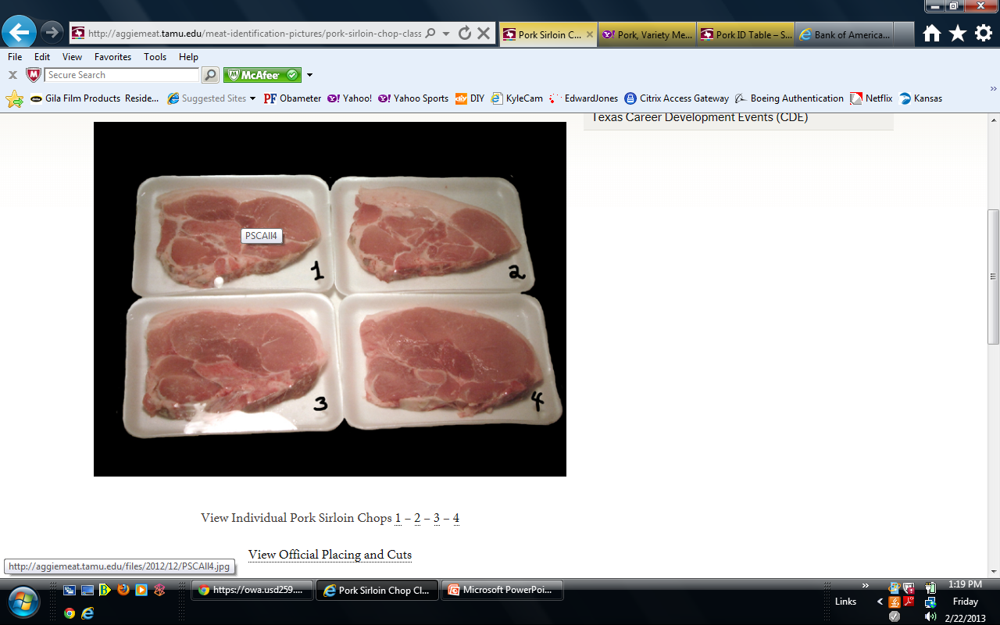 http://aggiemeat.tamu.edu/meat-identification-pictures/pork-sirloin-chop-class
Pork Sirloin C...
Pork, Variety Me...
Pork ID Table – S...
Bank of America...
File Edit View Favorites Tools Help
Secure Search
McAfee
Gila Film Products Reside...
Suggested Sites
Obameter
Yahoo!
Yahoo Sports
DIY
KyleCam
EdwardJones
Citrix Access Gateway
Boeing Authentication
Netflix
Kansas
Texas Career Development Events (CDE)
PSCAll4
1
2
3
4
View Individual Pork Sirloin Chops 1 – 2 – 3 – 4
View Official Placing and Cuts
http://aggiemeat.tamu.edu/files/2012/12/PSCAll4.jpg
https://owa.usd259....
Pork Sirloin Chop Cl...
Microsoft PowerPoi...
Links
1:19 PM
Friday
2/22/2013